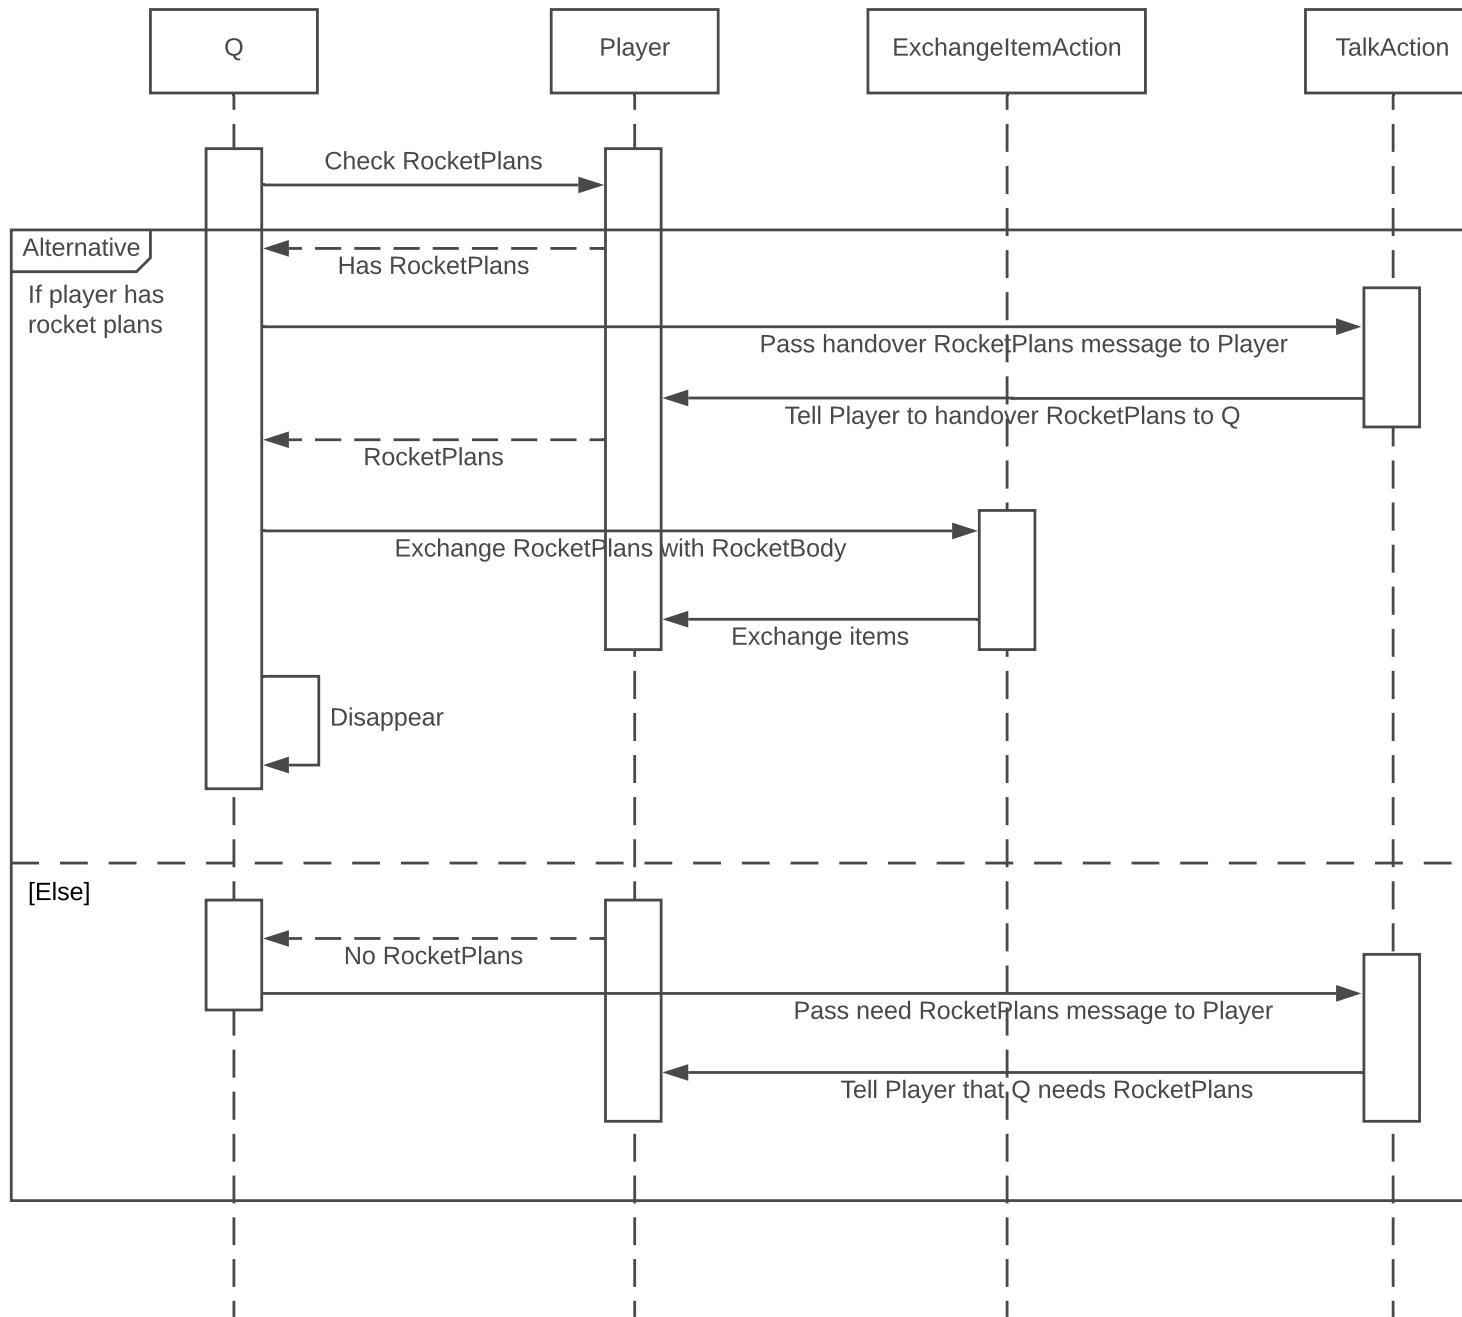 Q
Player
ExchangeItemAction
TalkAction
Check RocketPlans
Alternative
Has RocketPlans
If player has
rocket plans
Pass handover RocketPlans message to Player
Tell Player to handover RocketPlans to Q
RocketPlans
Exchange RocketPlans with RocketBody
Exchange items
Disappear
[Else]
No RocketPlans
Pass need RocketPlans message to Player
Tell Player that Q needs RocketPlans